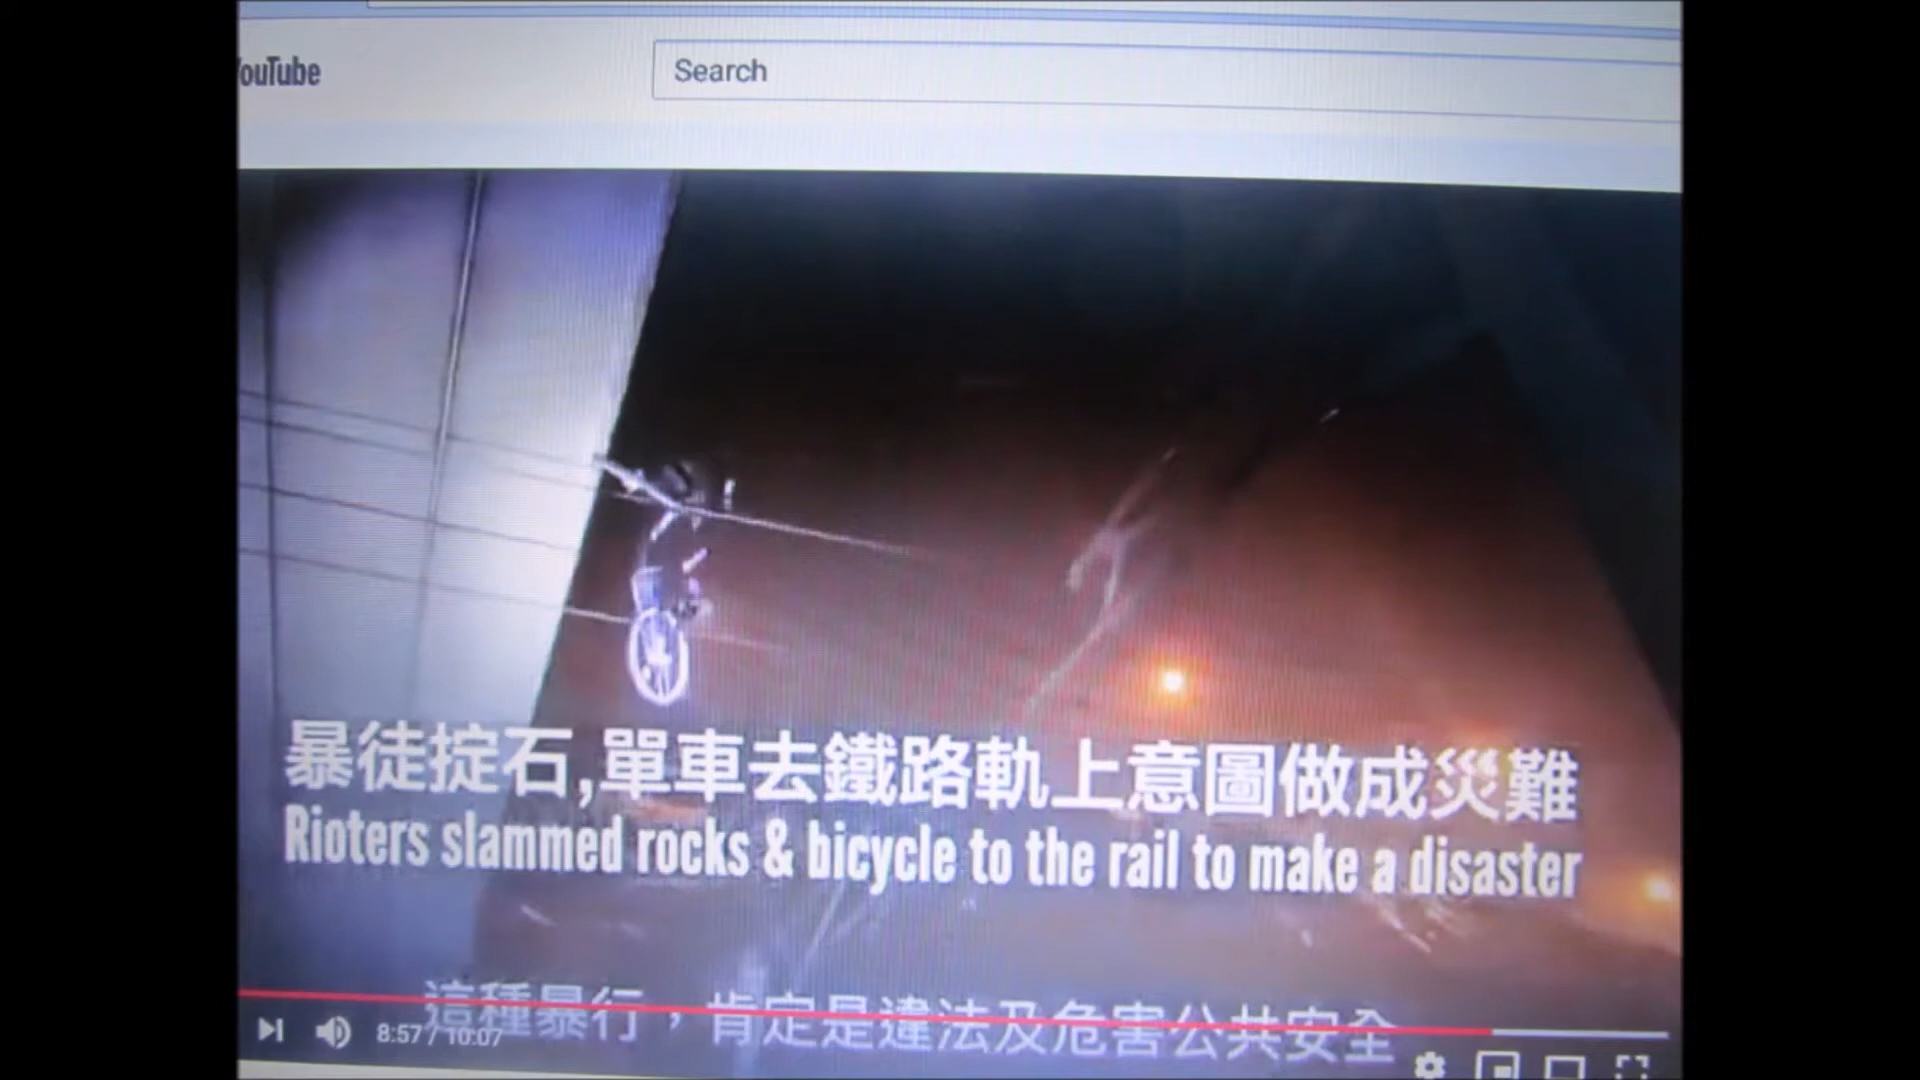 YouTube
Search
暴徒掟石,單車去鐵路軌上意圖做成災難
Rioters slammed rocks & bicycle to the rail to make a disaster
這種暴行，肯定是違法及危害公共安全
8:57 / 10:07